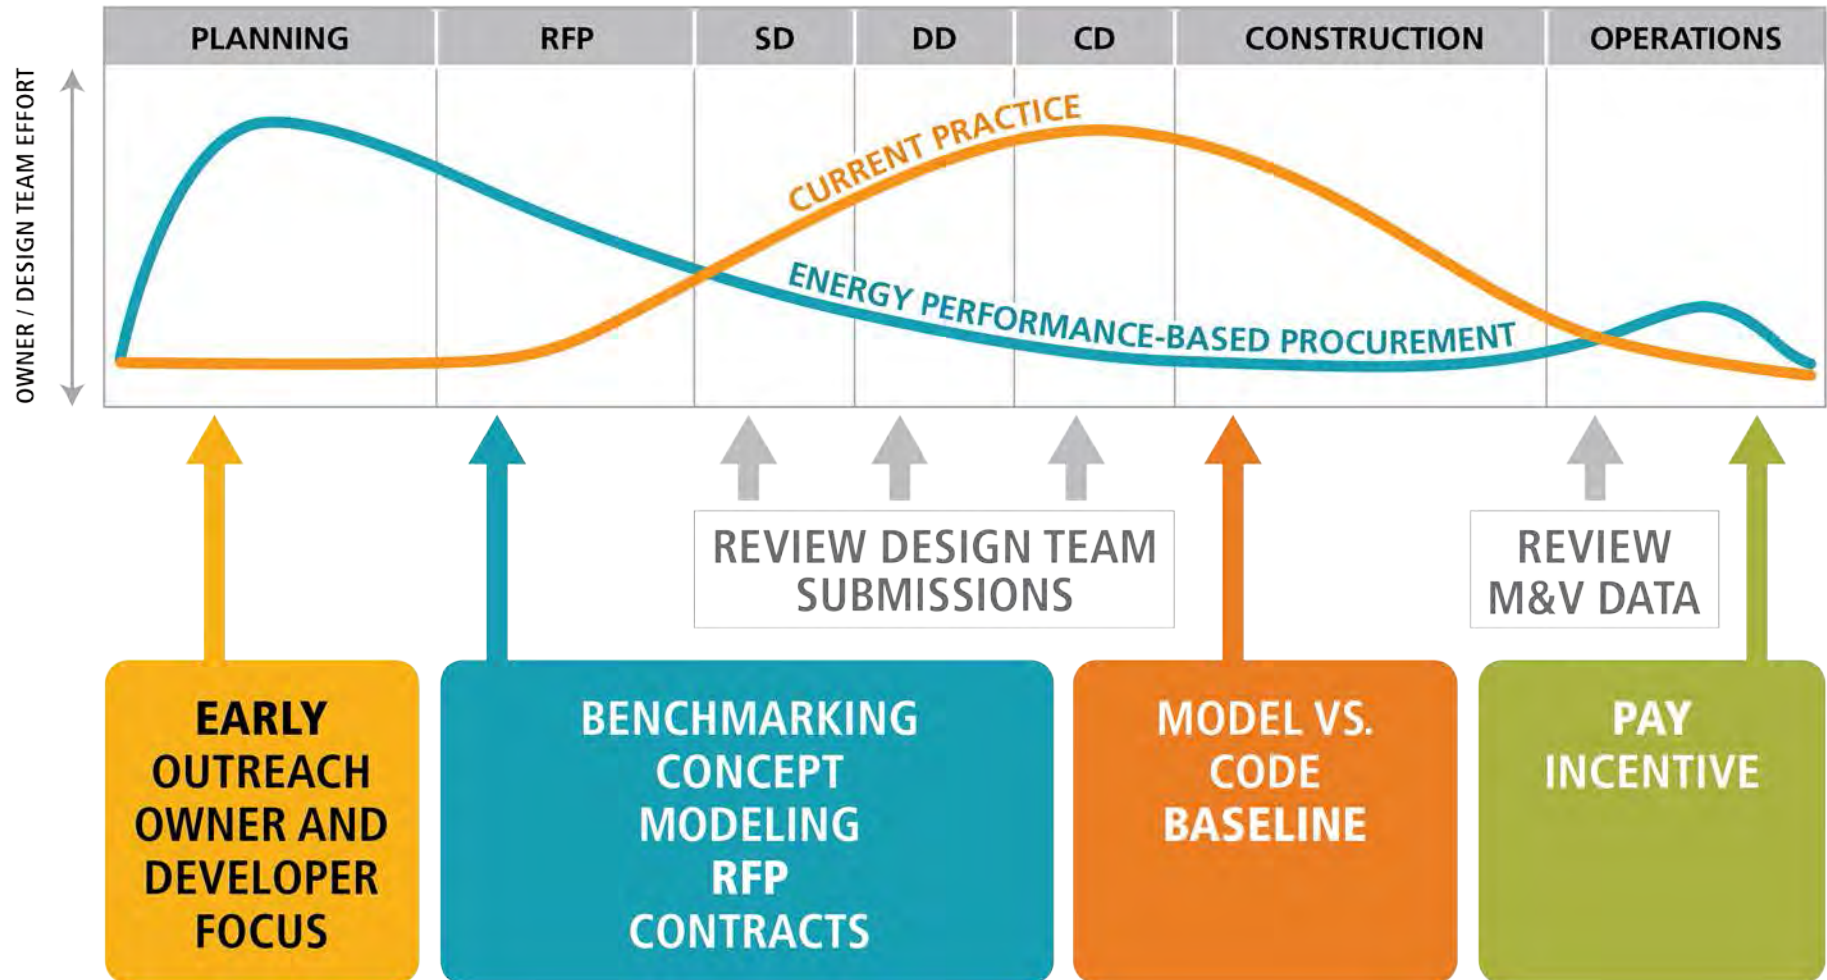 PLANNING
RFP
SD
DD
CD
CONSTRUCTION
OPERATIONS
OWNER / DESIGN TEAM EFFORT
CURRENT PRACTICE
ENERGY PERFORMANCE-BASED PROCUREMENT
REVIEW DESIGN TEAM
SUBMISSIONS
REVIEW
M&V DATA
EARLY
OUTREACH
OWNER AND
DEVELOPER
FOCUS
BENCHMARKING
CONCEPT
MODELING
RFP
CONTRACTS
MODEL VS.
CODE
BASELINE
PAY
INCENTIVE